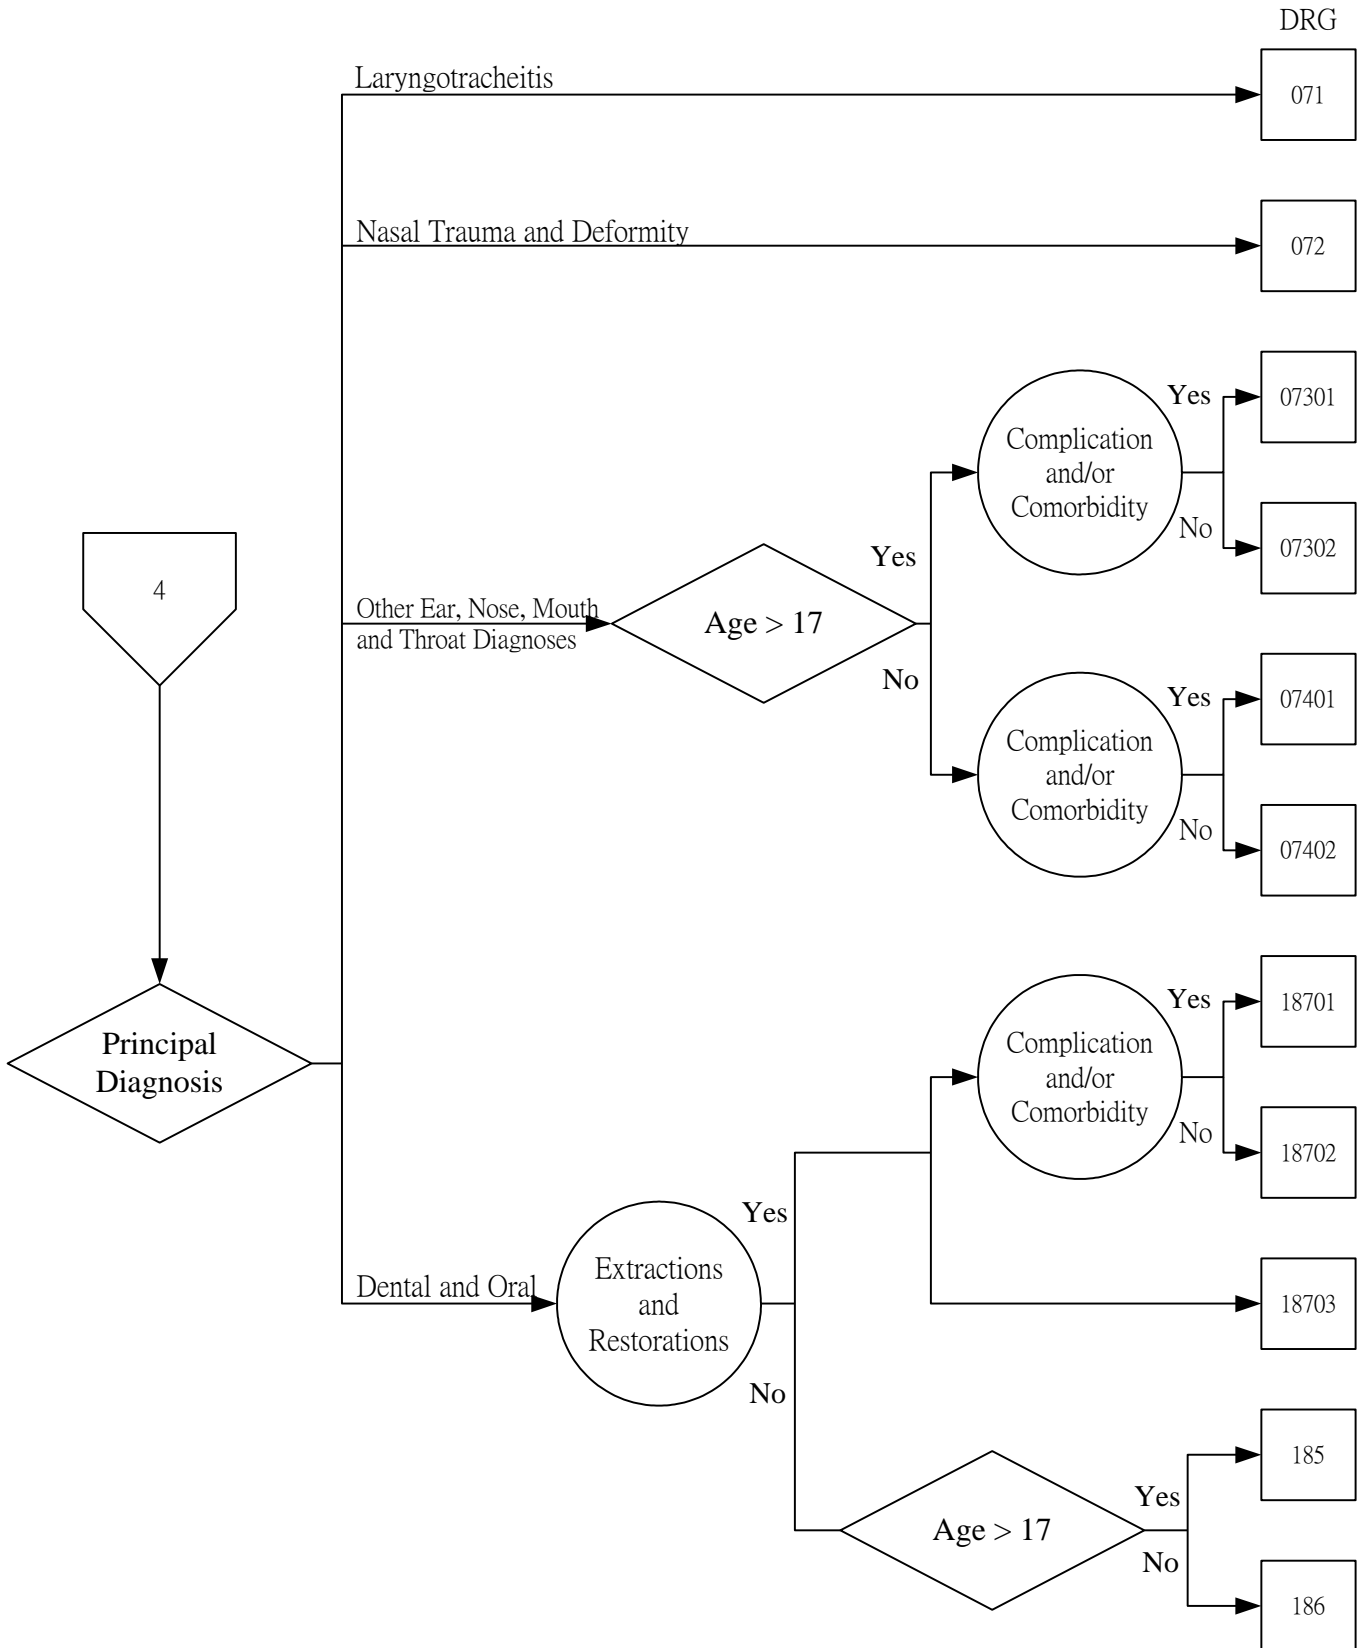 DRG
Laryngotracheitis
071
Nasal Trauma and Deformity
072
Complication
and/or
Comorbidity
Yes
07301
No
07302
4
Other Ear, Nose, Mouth
and Throat Diagnoses
Age > 17
Yes
No
Complication
and/or
Comorbidity
Yes
07401
No
07402
Principal
Diagnosis
Complication
and/or
Comorbidity
Yes
18701
No
18702
Dental and Oral
Extractions
and
Restorations
Yes
No
18703
Age > 17
Yes
185
No
186